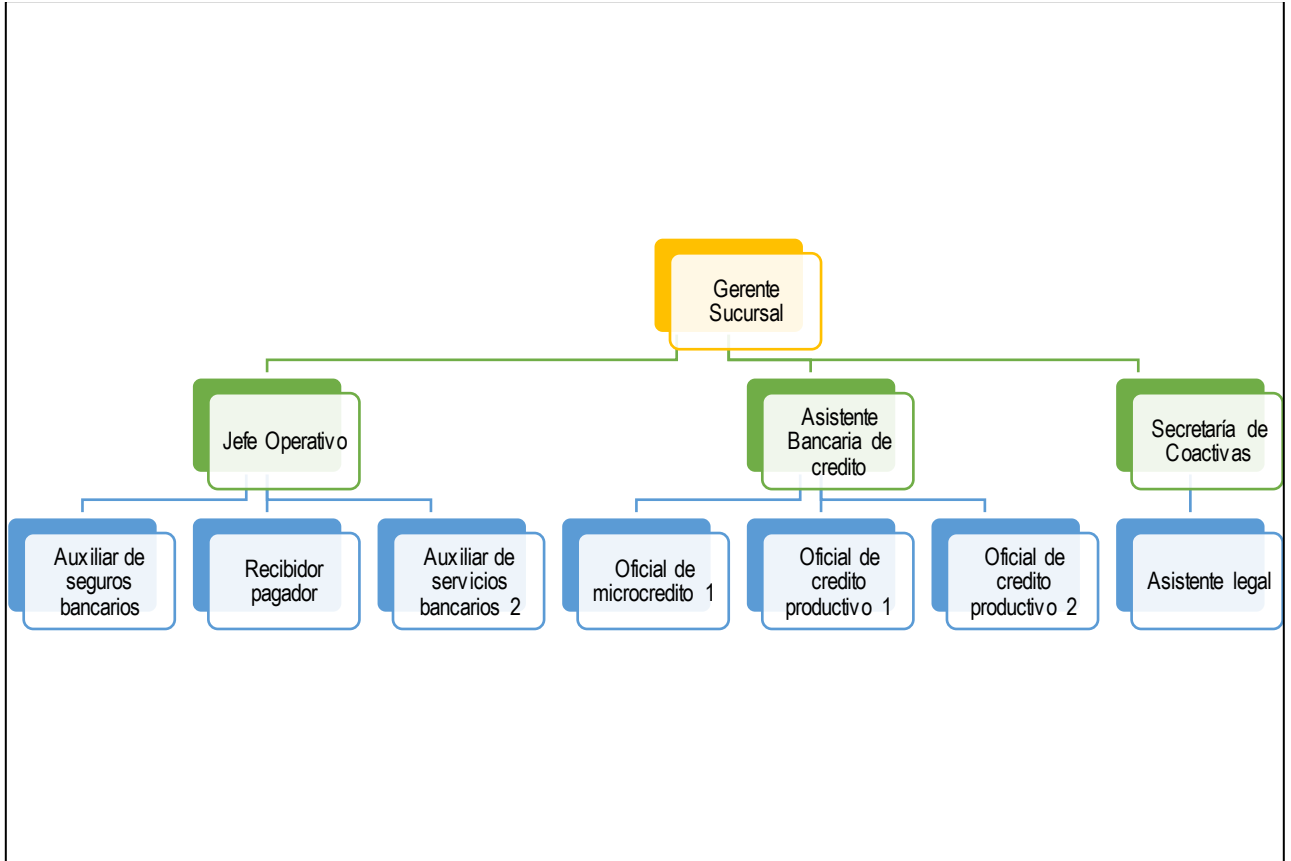 Gerente
Sucursal
Jefe Operativo
Asistente
Bancaria de
credito
Secretaría de
Coactivas
Auxiliar de
seguros
bancarios
Recibidor
pagador
Auxiliar de
servicios
bancarios 2
Oficial de
microcredito 1
Oficial de
credito
productivo 1
Oficial de
credito
productivo 2
Asistente legal